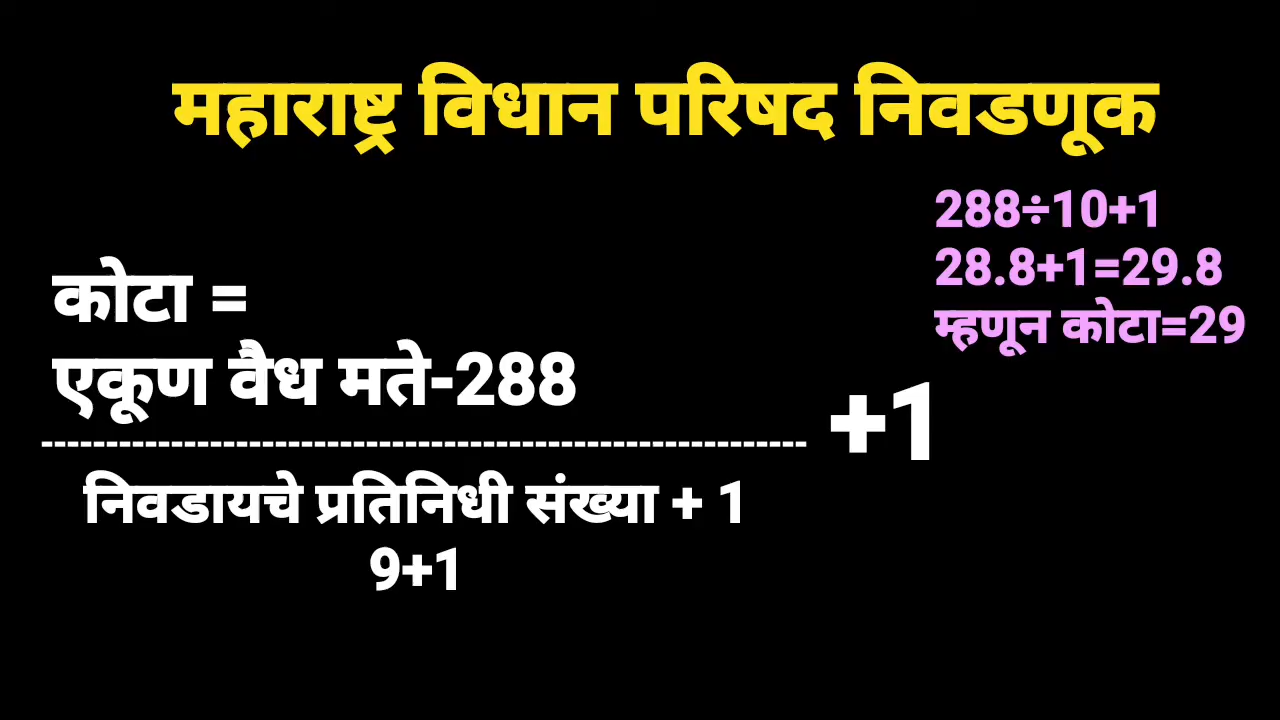 महाराष्ट्र विधान परिषद निवडणूक
288÷10+1
28.8+1=29.8
म्हणून कोटा=29
कोटा =
एकूण वैध मते-288
------------------------------------------------------------
+1
निवडायचे प्रतिनिधी संख्या + 1
9+1